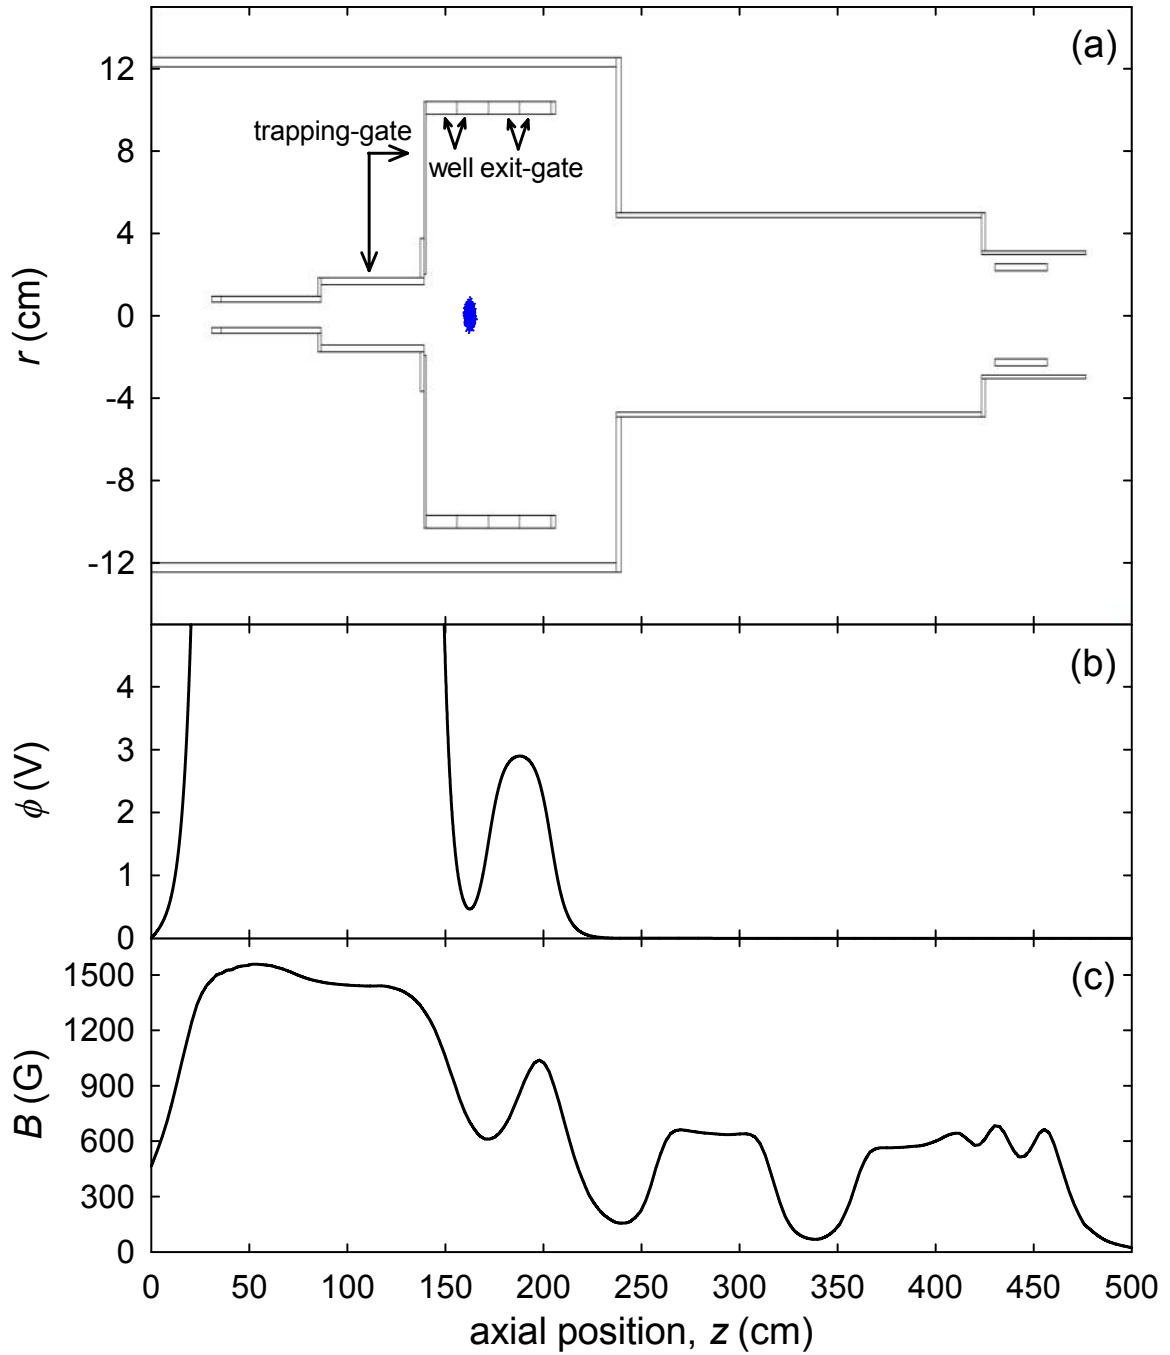 (a)
12
8
4
0
-4
-8
-12
r (cm)
trapping-gate
well exit-gate
(b)
4
3
2
1
0
ϕ (V)
(c)
1500
1200
900
600
300
0
B (G)
0 50 100 150 200 250 300 350 400 450 500
axial position, z (cm)